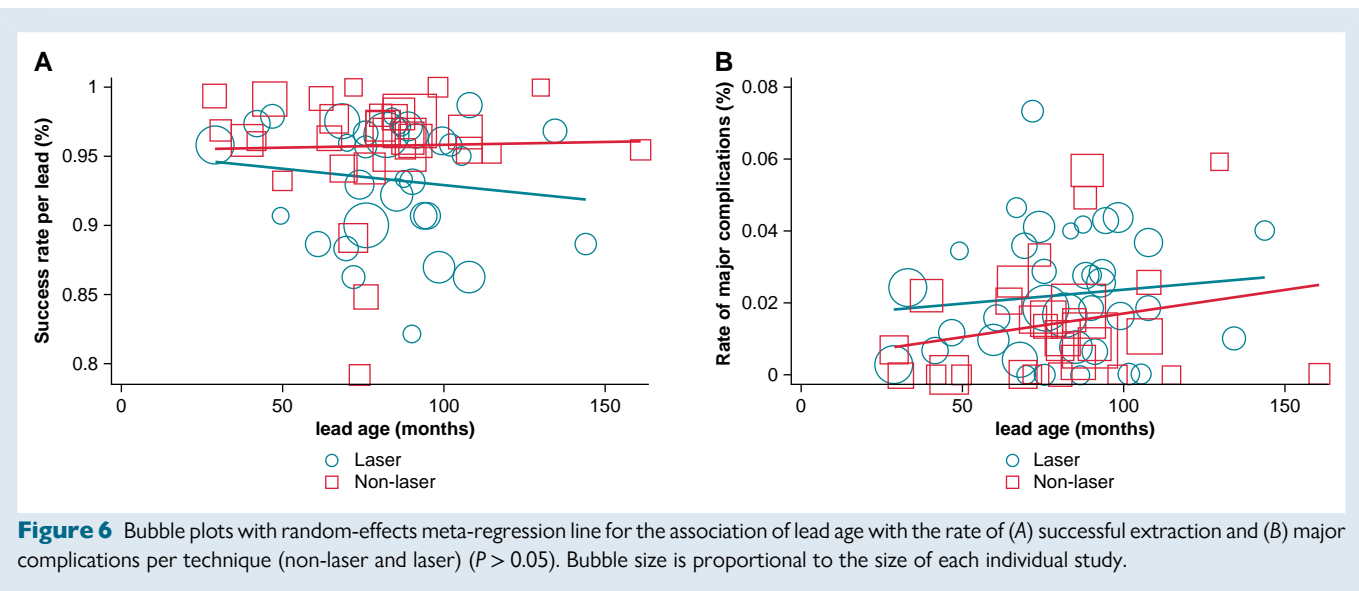 A
Success rate per lead (%)
1
0.95
0.9
0.85
0.8
0 50 100 150
lead age (months)
Laser
Non-laser
B
Rate of major complications (%)
0.08
0.06
0.04
0.02
0
0 50 100 150
lead age (months)
Laser
Non-laser
Figure 6 Bubble plots with random-effects meta-regression line for the association of lead age with the rate of (A) successful extraction and (B) major
complications per technique (non-laser and laser) (P > 0.05). Bubble size is proportional to the size of each individual study.